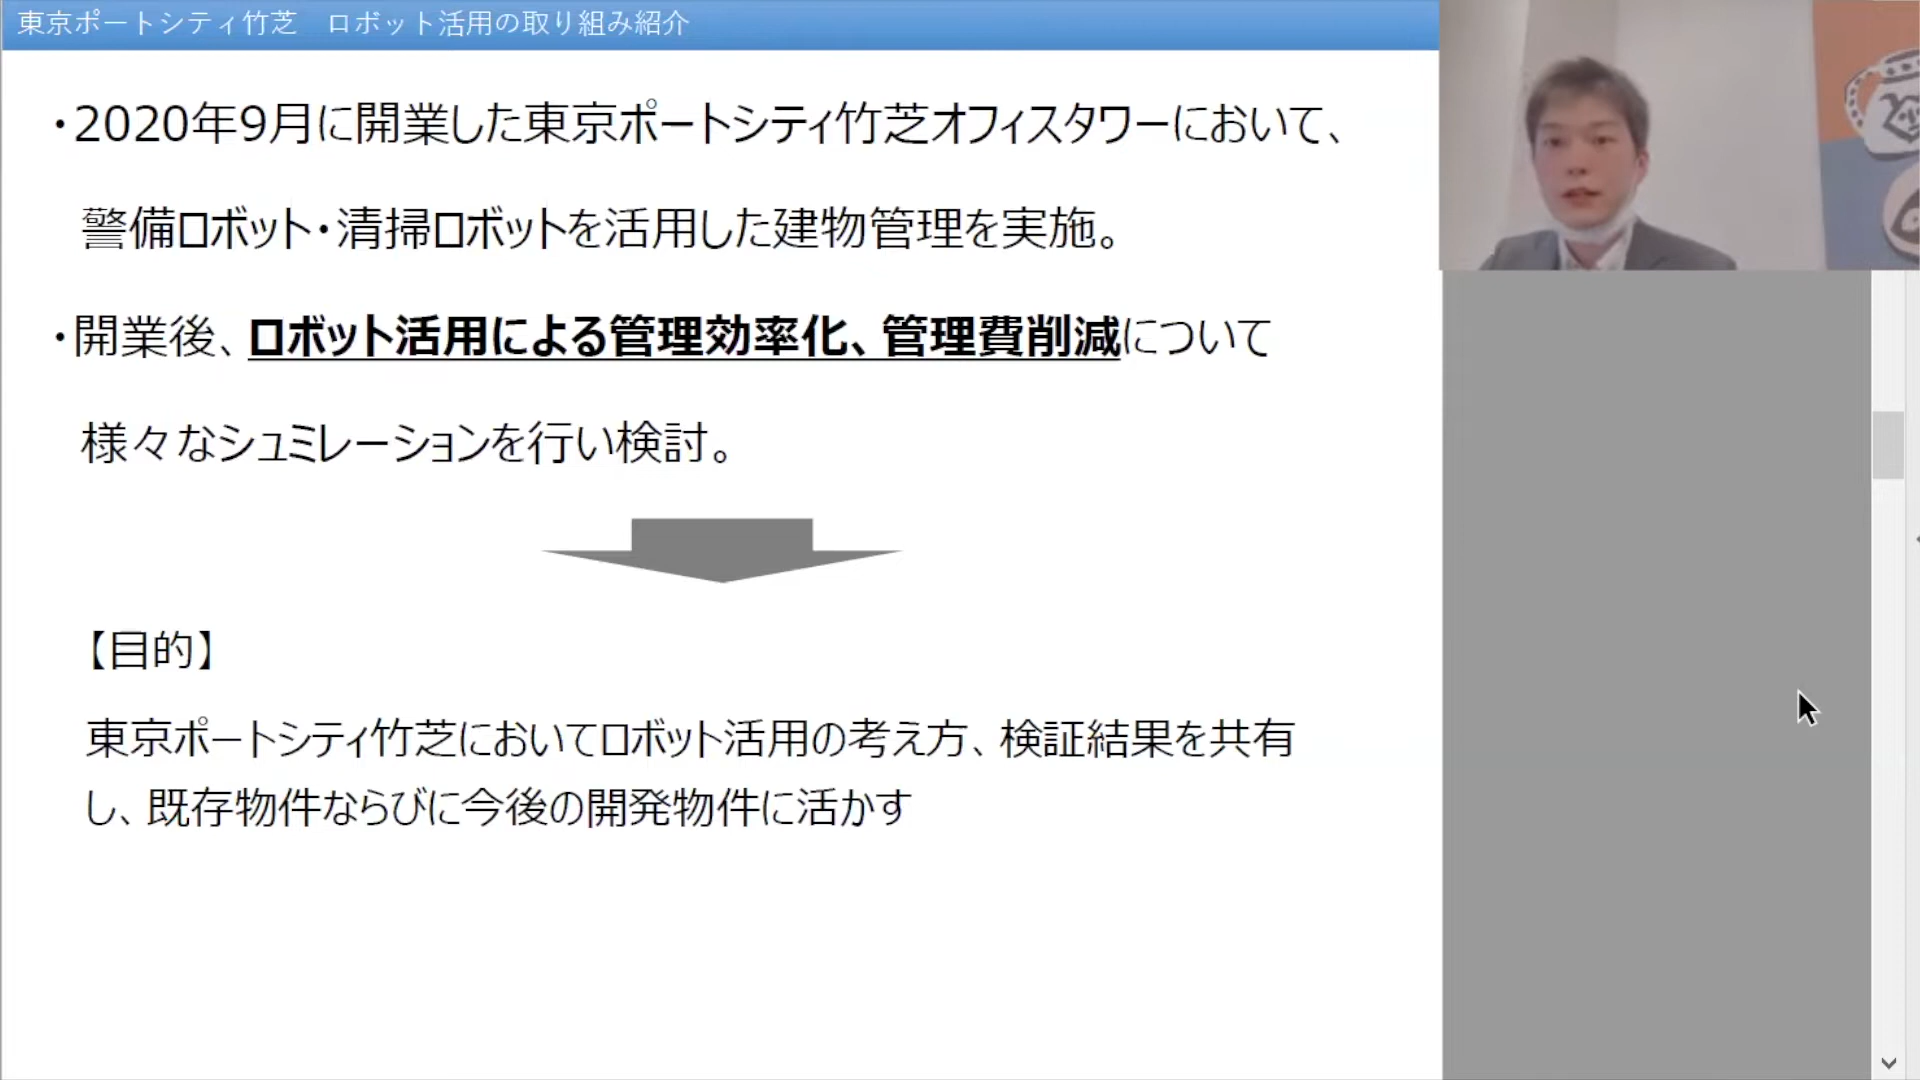 東京ポートシティ竹芝　ロボット活用の取り組み紹介
・2020年9月に開業した東京ポートシティ竹芝オフィスタワーにおいて、
警備ロボット・清掃ロボットを活用した建物管理を実施。
・開業後、ロボット活用による管理効率化、管理費削減について
様々なシュミレーションを行い検討。
【目的】
東京ポートシティ竹芝においてロボット活用の考え方、検証結果を共有
し、既存物件ならびに今後の開発物件に活かす